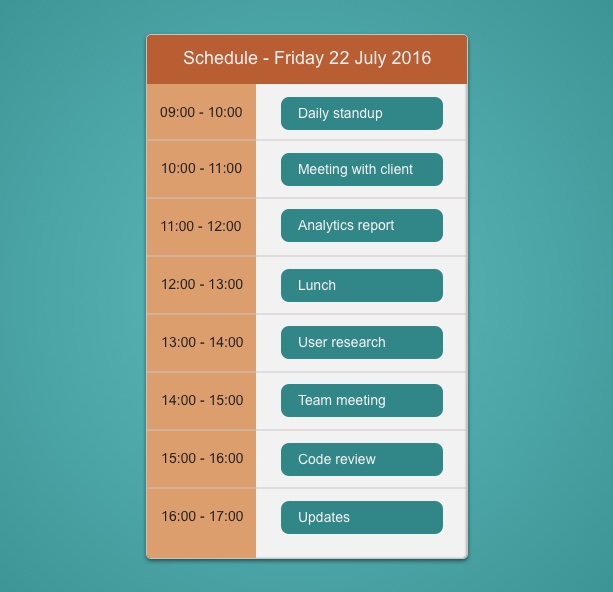 Schedule - Friday 22 July 2016
09:00 - 10:00 Daily standup
10:00 - 11:00 Meeting with client
11:00 - 12:00 Analytics report
12:00 - 13:00 Lunch
13:00 - 14:00 User research
14:00 - 15:00 Team meeting
15:00 - 16:00 Code review
16:00 - 17:00 Updates